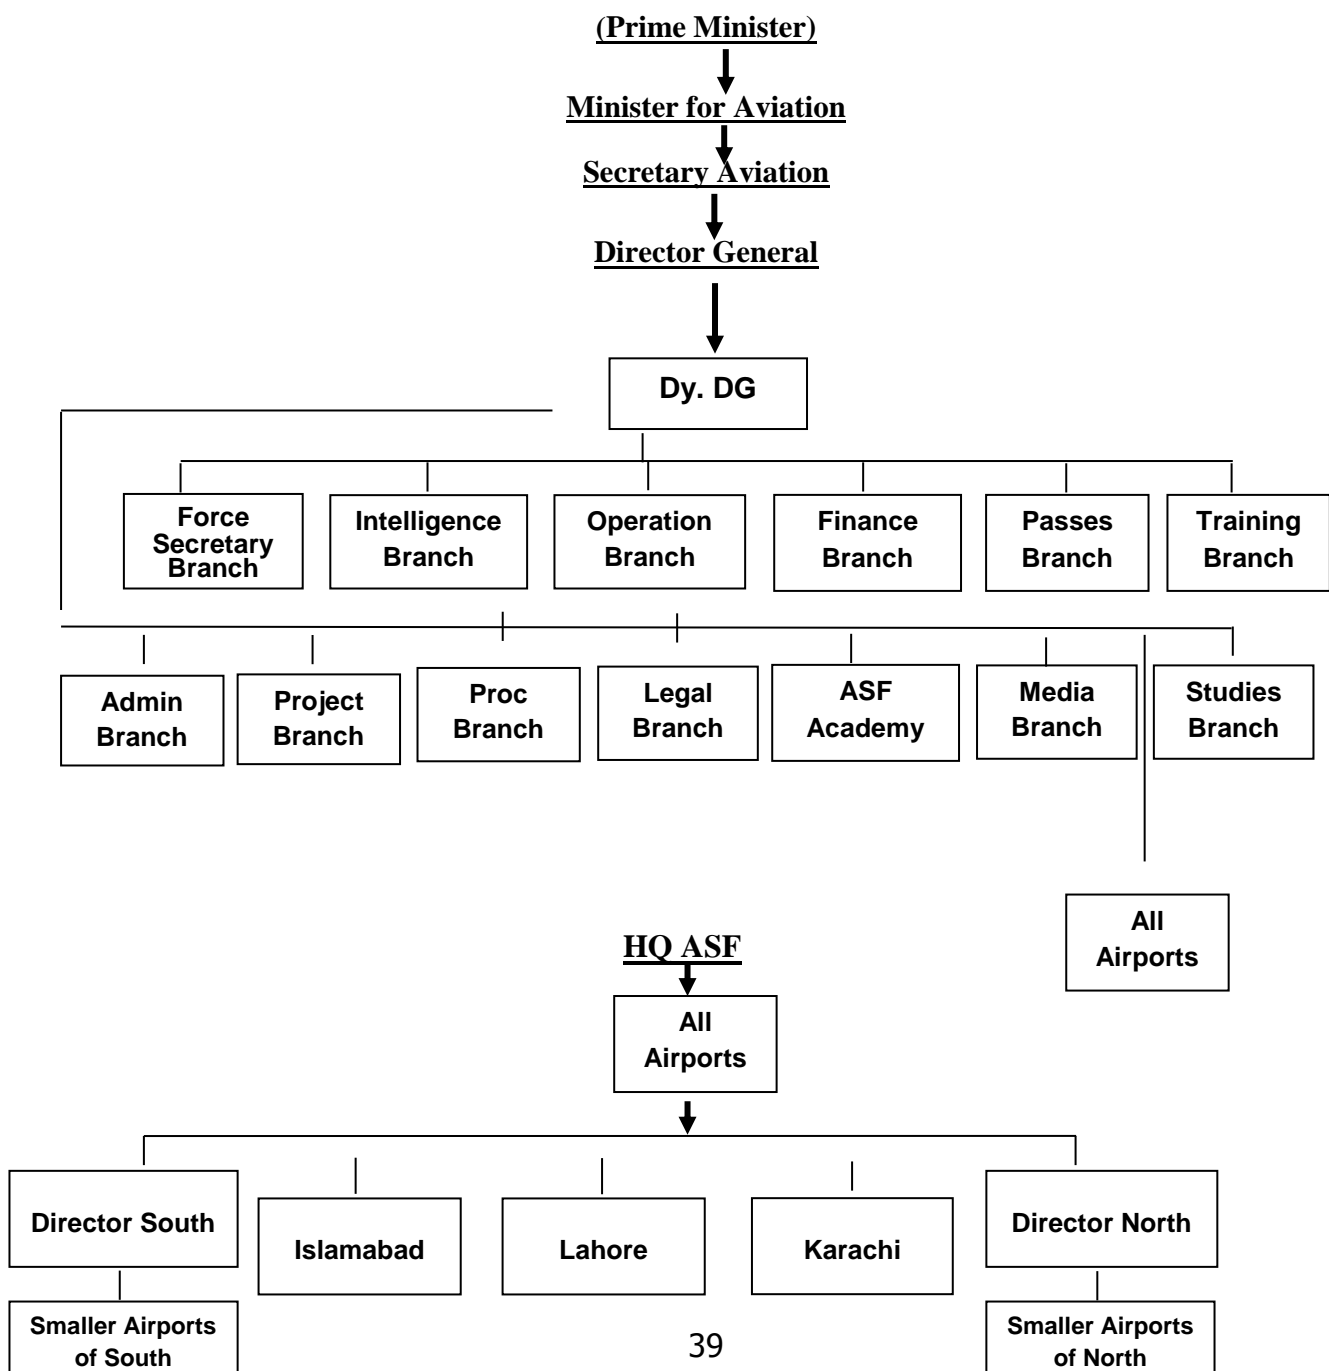 (Prime Minister)
Minister for Aviation
Secretary Aviation
Director General
Dy. DG
Force
Secretary
Branch
Intelligence
Branch
Operation
Branch
Finance
Branch
Passes
Branch
Training
Branch
Admin
Branch
Project
Branch
Proc
Branch
Legal
Branch
ASF
Academy
Media
Branch
Studies
Branch
All
Airports
HQ ASF
All
Airports
Director South
Islamabad
Lahore
Karachi
Director North
Smaller Airports
of South
Smaller Airports
of North
39